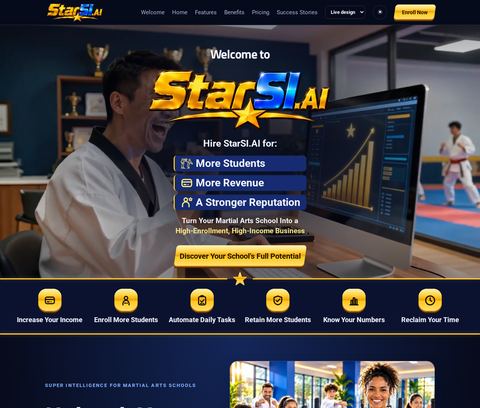 StarSI.AI
Welcome
Home
Features
Benefits
Pricing
Success Stories
Live design
Enroll Now
Welcome to
StarSI.AI
Hire StarSI.AI for:
More Students
More Revenue
A Stronger Reputation
Turn Your Martial Arts School Into a
High-Enrollment, High-Income Business
Discover Your School's Full Potential
Increase Your Income
Enroll More Students
Automate Daily Tasks
Retain More Students
Know Your Numbers
Reclaim Your Time
SUPER INTELLIGENCE FOR MARTIAL ARTS SCHOOLS